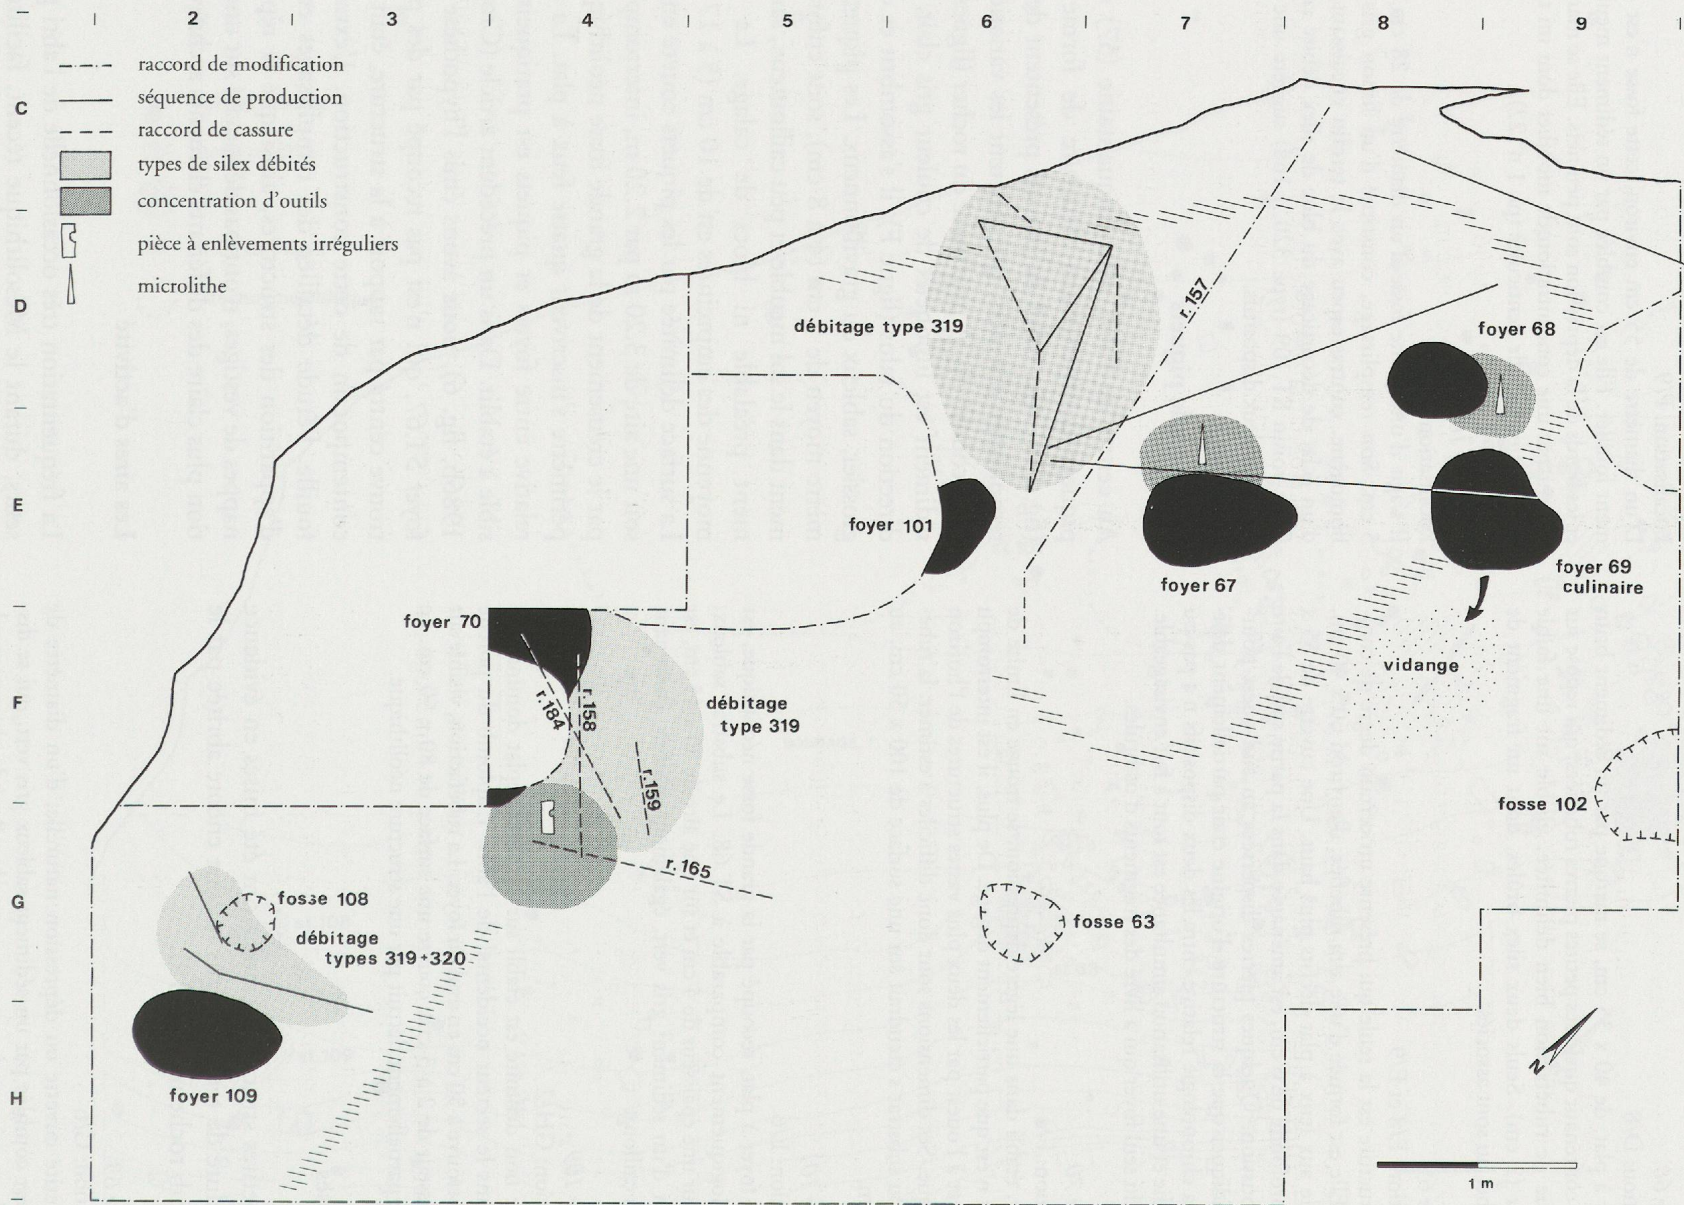 2 3 4 5 6 7 8 9
raccord de modification
C
séquence de production
raccord de cassure
types de silex débités
concentration d'outils
pièce à enlèvements irréguliers
microlithe
D
r.157
débitage type 319
foyer 68
E
foyer 101
foyer 67
foyer 69
culinaire
foyer 70
vidange
F
r.184
r.158
débitage
type 319
r.159
fosse 102
r.165
G
fosse 108
fosse 63
débitage
types 319+320
N
H
foyer 109
1 m